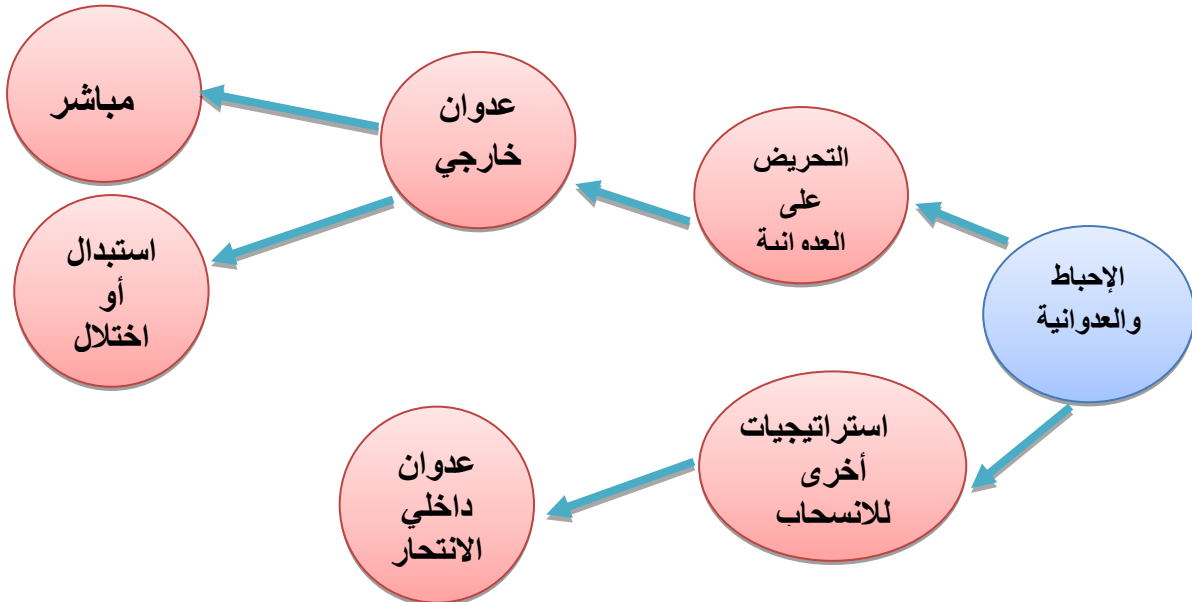 الإحباط
والعدوانية
التحريض
على
العدوانية
عدوان
خارجي
مباشر
استبدال
أو
اختلال
استراتيجيات
أخرى
للانسحاب
عدوان
داخلي
الانتحار